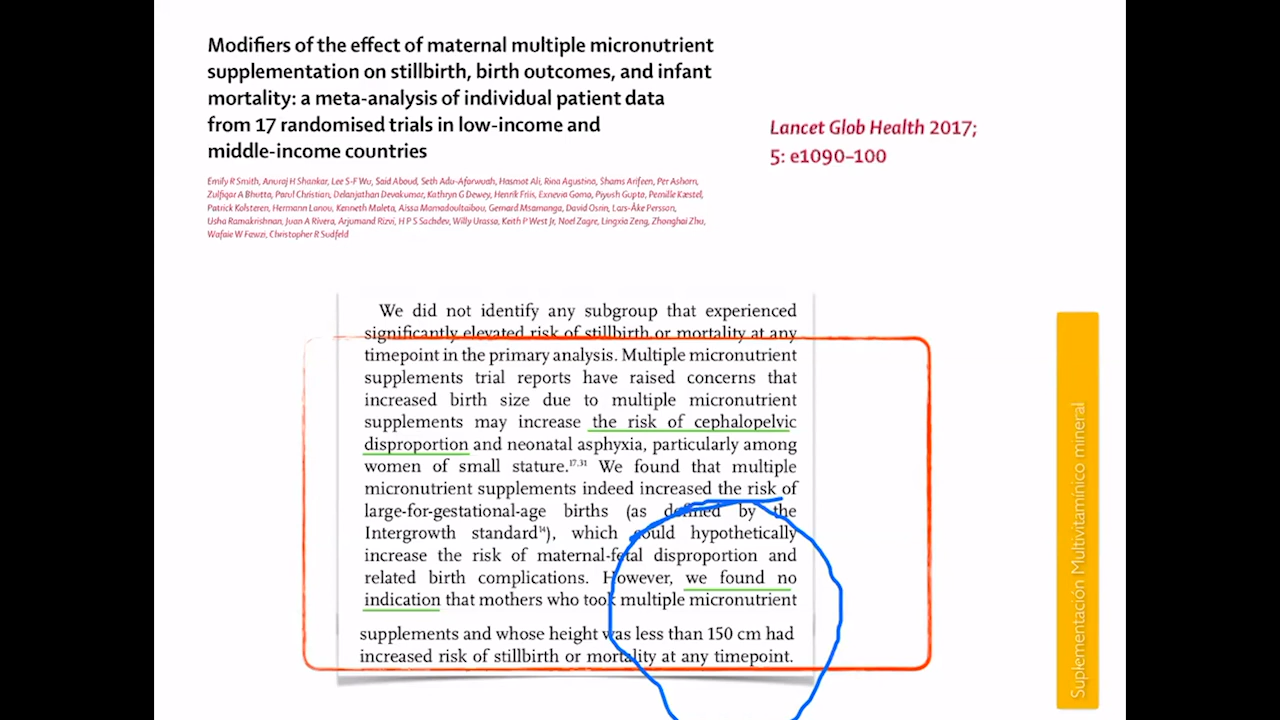 Modifiers of the effect of maternal multiple micronutrient
supplementation on stillbirth, birth outcomes, and infant
mortality: a meta-analysis of individual patient data
from 17 randomised trials in low-income and
middle-income countries
Lancet Glob Health 2017;
5: e1090–100
Emily R Smith, Anuraj H Shankar, Lee S-F Wu, Said Aboud, Seth Adu-Afarwuah, Hasmot Ali, Rina Agustina, Shams Arifeen, Per Ashorn,
Zulfiqar A Bhutta, Parul Christian, Delanjathan Devakumar, Kathryn G Dewey, Henrik Friis, Exnevia Gomo, Piyush Gupta, Pernille Kæstel,
Patrick Kolsteren, Hermann Lanou, Kenneth Maleta, Aissa Mamadoultaibou, Gernard Msamanga, David Osrin, Lars-Åke Persson,
Usha Ramakrishnan, Juan A Rivera, Arjumand Rizvi, H P S Sachdev, Willy Urassa, Keith P West Jr, Noel Zagre, Lingxia Zeng, Zhonghai Zhu,
Wafaie W Fawzi, Christopher R Sudfeld
We did not identify any subgroup that experienced
significantly elevated risk of stillbirth or mortality at any
timepoint in the primary analysis. Multiple micronutrient
supplements trial reports have raised concerns that
increased birth size due to multiple micronutrient
supplements may increase the risk of cephalopelvic
disproportion and neonatal asphyxia, particularly among
women of small stature.17,31 We found that multiple
micronutrient supplements indeed increased the risk of
large-for-gestational-age births (as defined by the
Intergrowth standard14), which could hypothetically
increase the risk of maternal-fetal disproportion and
related birth complications. However, we found no
indication that mothers who took multiple micronutrient
supplements and whose height was less than 150 cm had
increased risk of stillbirth or mortality at any timepoint.
Suplementación Multivitamínico mineral